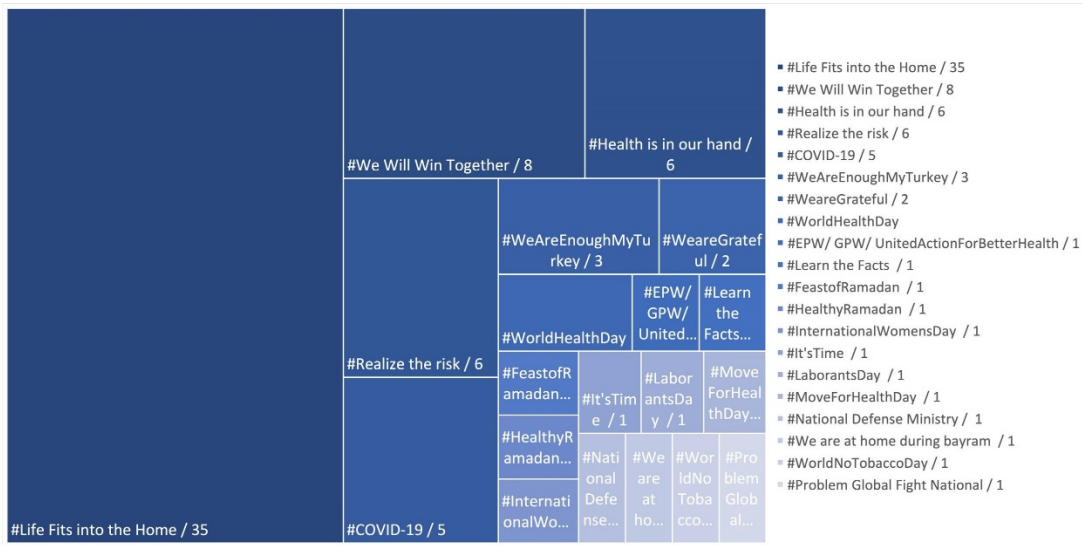 #Life Fits into the Home / 35
#We Will Win Together / 8
#Health is in our hand /
6
#Realize the risk / 6
#COVID-19 / 5
#WeAreEnoughMyTu
rkey / 3
#WeareGratef
ul / 2
#WorldHealthDay
#EPW/
GPW/
United...
#Learn
the
Facts...
#FeastofR
amadan...
#HealthyR
amadan...
#Internati
onalWo...
#It'sTim
e / 1
#Labor
antsDa
y / 1
#Move
ForHeal
thDay...
#Nati
onal
Defe
nse...
#We
are
at
ho...
#Wor
ldNo
Toba
cco...
#Pro
blem
Glob
al...
#Life Fits into the Home / 35
#We Will Win Together / 8
#Health is in our hand / 6
#Realize the risk / 6
#COVID-19 / 5
#WeAreEnoughMyTurkey / 3
#WeareGrateful / 2
#WorldHealthDay
#EPW/ GPW/ UnitedActionForBetterHealth / 1
#Learn the Facts / 1
#FeastofRamadan / 1
#HealthyRamadan / 1
#InternationalWomensDay / 1
#It'sTime / 1
#LaborantsDay / 1
#MoveForHealthDay / 1
#National Defense Ministry / 1
#We are at home during bayram / 1
#WorldNoTobaccoDay / 1
#Problem Global Fight National / 1